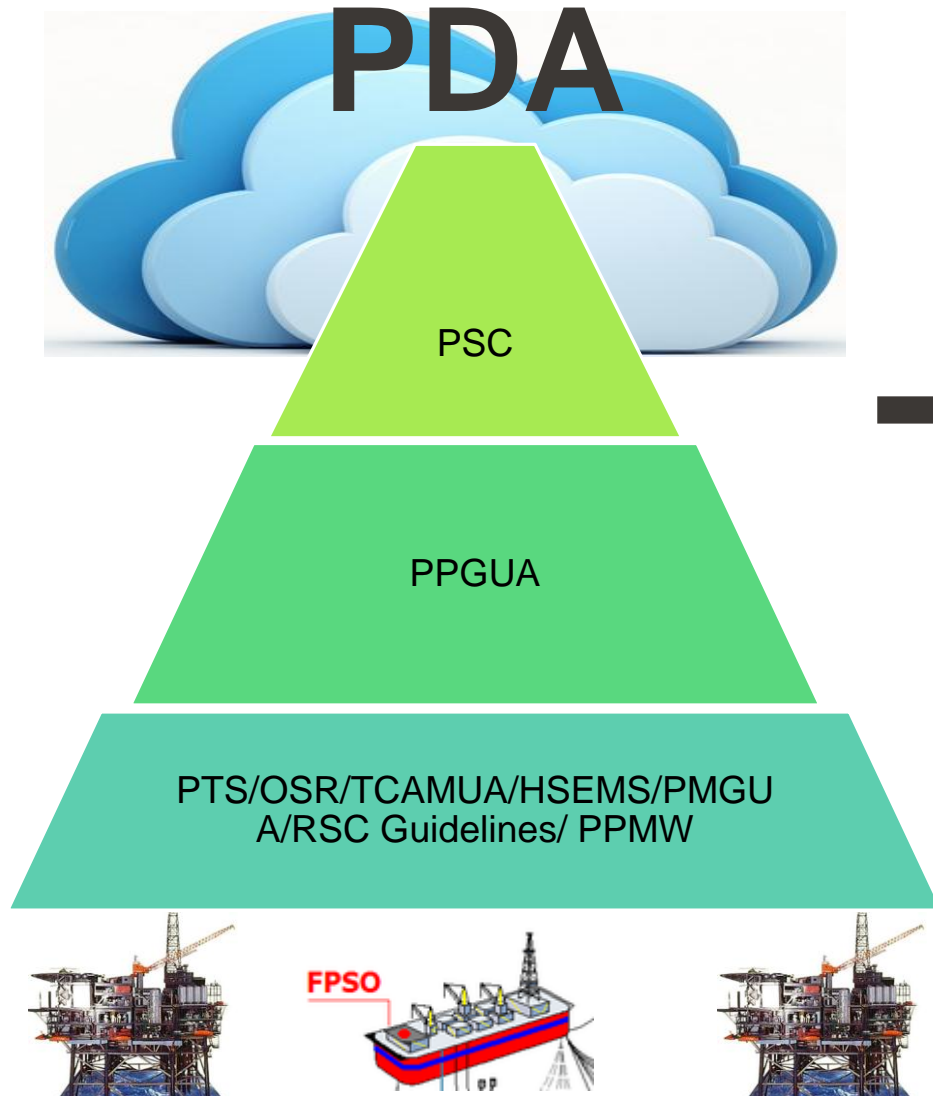 PDA
PSC
PPGUA
PTS/OSR/TCAMUA/HSEMS/PMGU
A/RSC Guidelines/ PPMW
FPSO